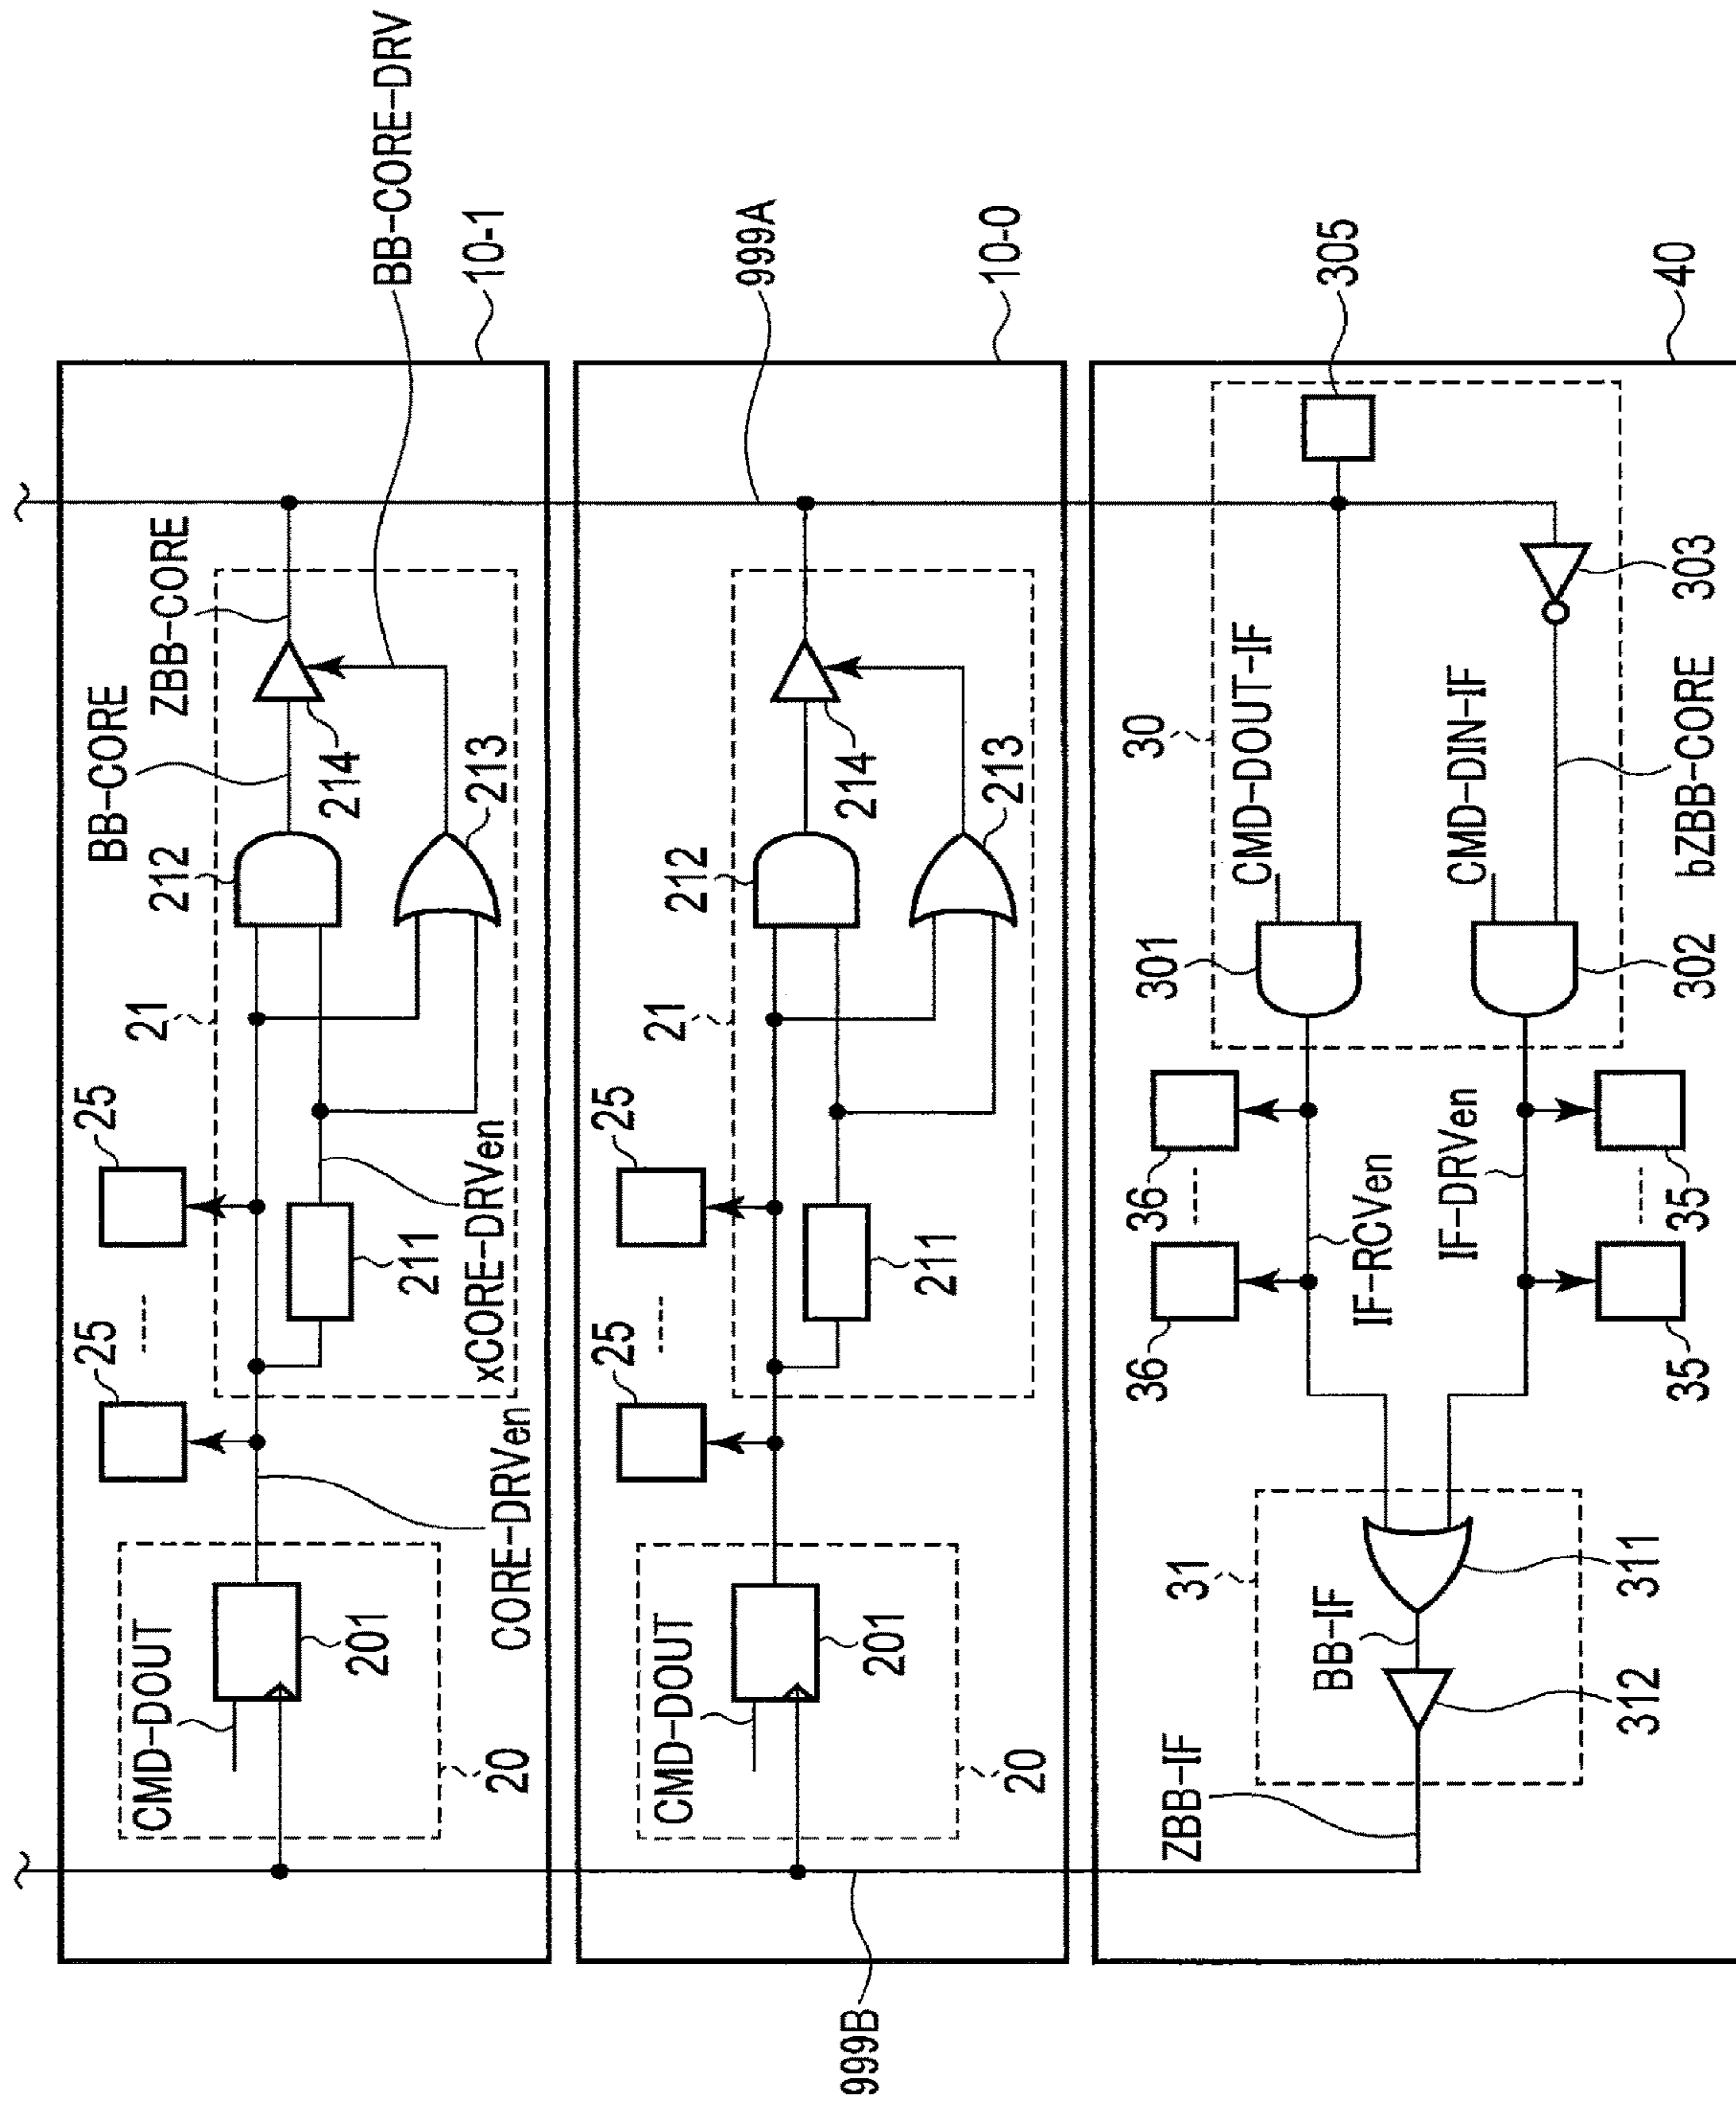 BB-CORE-DRV
10-1
999A
10-0
305
40
ZBB-CORE
BB-CORE
214
212
213
21
25
25
211
xCORE-DRVen
CORE-DRVen
CMD-DOUT
201
20
214
212
213
21
25
25
211
CMD-DOUT
201
20
30
CMD-DOUT-IF
CMD-DIN-IF
303
bZBB-CORE
301
302
36
36
IF-RCVen
IF-DRVen
35
35
31
BB-IF
311
312
ZBB-IF
999B